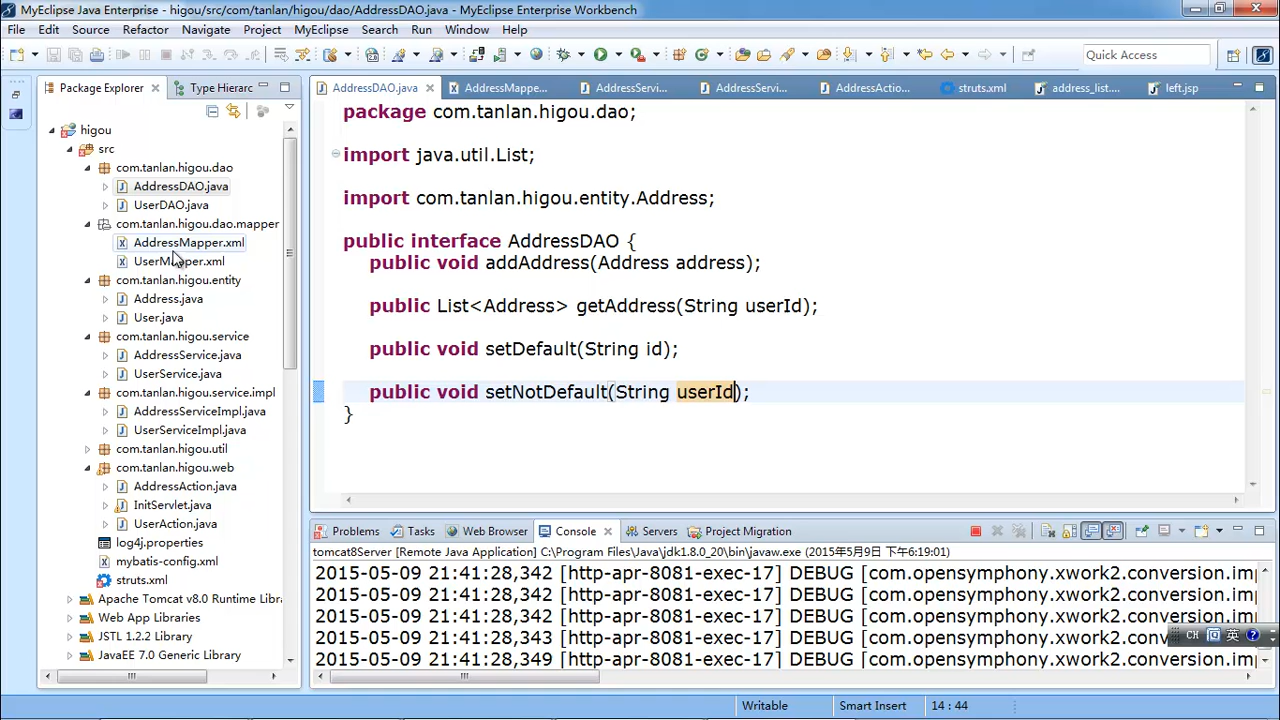 MyEclipse Java Enterprise - higou/src/com/tanlan/higou/dao/AddressDAO.java - MyEclipse Enterprise Workbench
File Edit Source Refactor Navigate Project MyEclipse Search Run Window Help
Quick Access
Package Explorer
Type Hierarc
higou
src
com.tanlan.higou.dao
AddressDAO.java
UserDAO.java
com.tanlan.higou.dao.mapper
AddressMapper.xml
UserMapper.xml
com.tanlan.higou.entity
Address.java
User.java
com.tanlan.higou.service
AddressService.java
UserService.java
com.tanlan.higou.service.impl
AddressServiceImpl.java
UserServiceImpl.java
com.tanlan.higou.util
com.tanlan.higou.web
AddressAction.java
InitServlet.java
UserAction.java
log4j.properties
mybatis-config.xml
struts.xml
Apache Tomcat v8.0 Runtime Libra
Web App Libraries
JSTL 1.2.2 Library
JavaEE 7.0 Generic Library
AddressDAO.java AddressMappe... AddressServi... AddressServi... AddressActio... struts.xml address_list.... left.jsp
package com.tanlan.higou.dao;
import java.util.List;
import com.tanlan.higou.entity.Address;
public interface AddressDAO {
public void addAddress(Address address);
public List<Address> getAddress(String userId);
public void setDefault(String id);
public void setNotDefault(String userId);
}
Problems Tasks Web Browser Console Servers Project Migration
tomcat8Server [Remote Java Application] C:\Program Files\Java\jdk1.8.0_20\bin\javaw.exe (2015年5月9日 下午6:19:01)
2015-05-09 21:41:28,342 [http-apr-8081-exec-17] DEBUG [com.opensymphony.xwork2.conversion.imp
2015-05-09 21:41:28,342 [http-apr-8081-exec-17] DEBUG [com.opensymphony.xwork2.conversion.imp
2015-05-09 21:41:28,342 [http-apr-8081-exec-17] DEBUG [com.opensymphony.xw
2015-05-09 21:41:28,343 [http-apr-8081-exec-17] DEBUG [com.opensymphony.xw
2015-05-09 21:41:28,349 [http-apr-8081-exec-17] DEBUG [com.opensymphony.xwork2.conversion.imp
CH 英
Writable Smart Insert 14 : 44